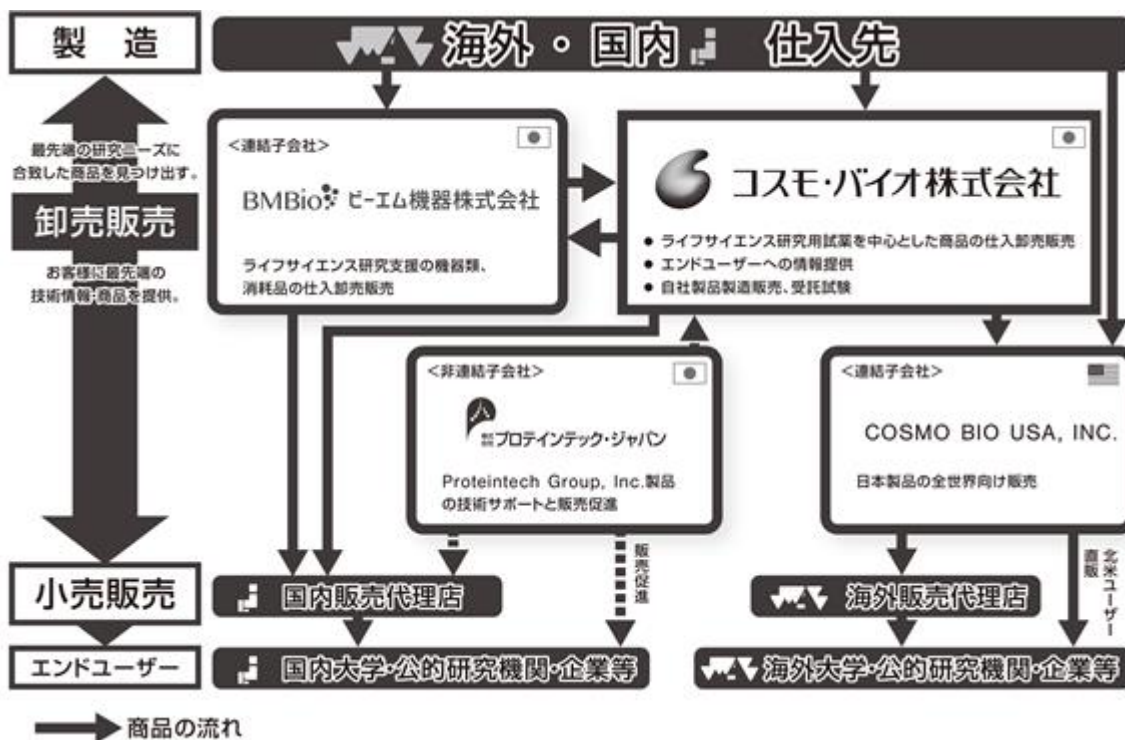 製 造
海外・国内 仕入先
最先端の研究ニーズに
合致した商品を見つけ出す。
卸売販売
お客様に最先端の
技術情報・商品を提供。
小売販売
エンドユーザー
<連結子会社>
BMBio ビーエム機器株式会社
ライフサイエンス研究支援の機器類、
消耗品の仕入卸売販売
コスモ・バイオ株式会社
● ライフサイエンス研究用試薬を中心とした商品の仕入卸売販売
● エンドユーザーへの情報提供
● 自社製品製造販売、受託試験
<非連結子会社>
株式会社プロテインテック・ジャパン
Proteintech Group, Inc.製品
の技術サポートと販売促進
<連結子会社>
COSMO BIO USA, INC.
日本製品の全世界向け販売
販売促進
北米ユーザー
直販
国内販売代理店
海外販売代理店
国内大学・公的研究機関・企業等
海外大学・公的研究機関・企業等
商品の流れ